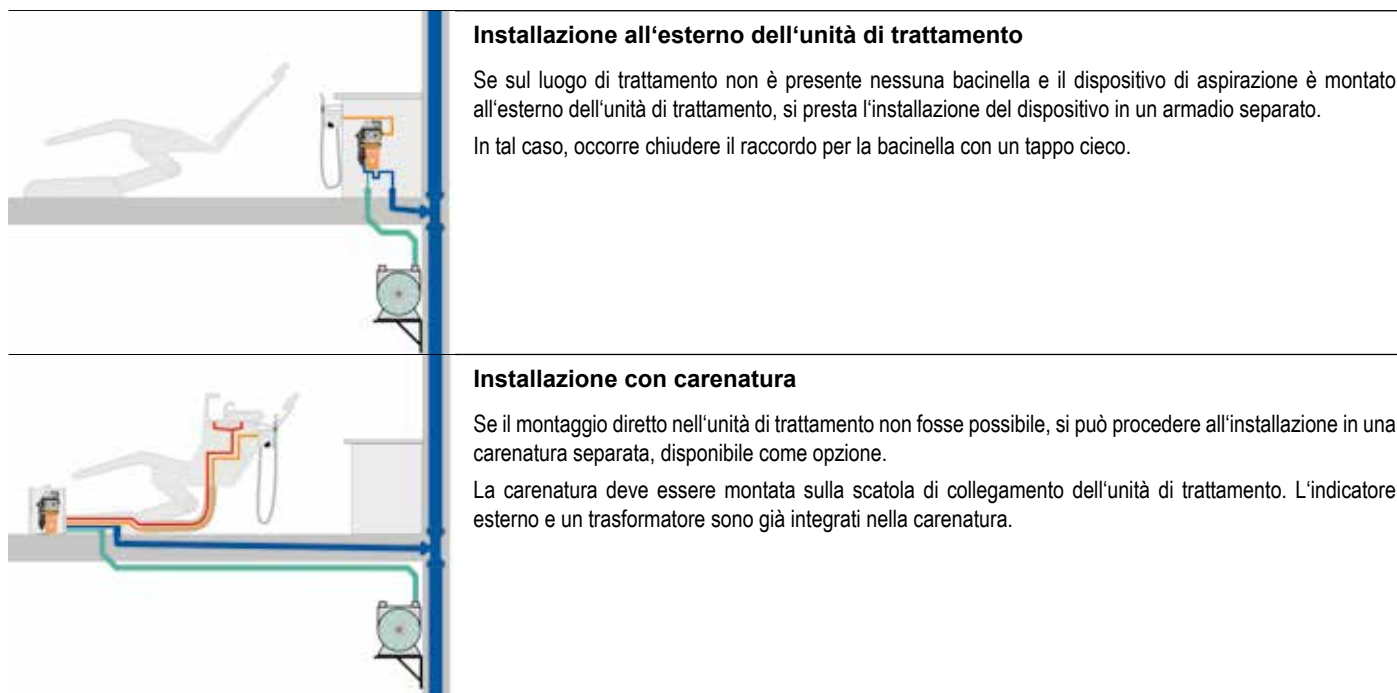 Installazione all‘esterno dell‘unità di trattamento
Se sul luogo di trattamento non è presente nessuna bacinella e il dispositivo di aspirazione è montato
all‘esterno dell‘unità di trattamento, si presta l‘installazione del dispositivo in un armadio separato.
In tal caso, occorre chiudere il raccordo per la bacinella con un tappo cieco.
Installazione con carenatura
Se il montaggio diretto nell‘unità di trattamento non fosse possibile, si può procedere all‘installazione in una
carenatura separata, disponibile come opzione.
La carenatura deve essere montata sulla scatola di collegamento dell‘unità di trattamento. L‘indicatore
esterno e un trasformatore sono già integrati nella carenatura.